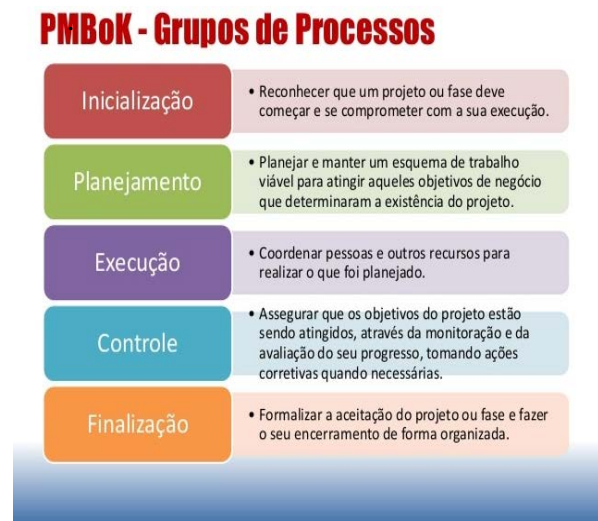 PMBoK - Grupos de Processos
Inicialização
• Reconhecer que um projeto ou fase deve
começar e se comprometer com a sua execução.
Planejamento
• Planejar e manter um esquema de trabalho
viável para atingir aqueles objetivos de negócio
que determinaram a existência do projeto.
Execução
• Coordenar pessoas e outros recursos para
realizar o que foi planejado.
Controle
• Assegurar que os objetivos do projeto estão
sendo atingidos, através da monitoração e da
avaliação do seu progresso, tomando ações
corretivas quando necessárias.
Finalização
• Formalizar a aceitação do projeto ou fase e fazer
o seu encerramento de forma organizada.